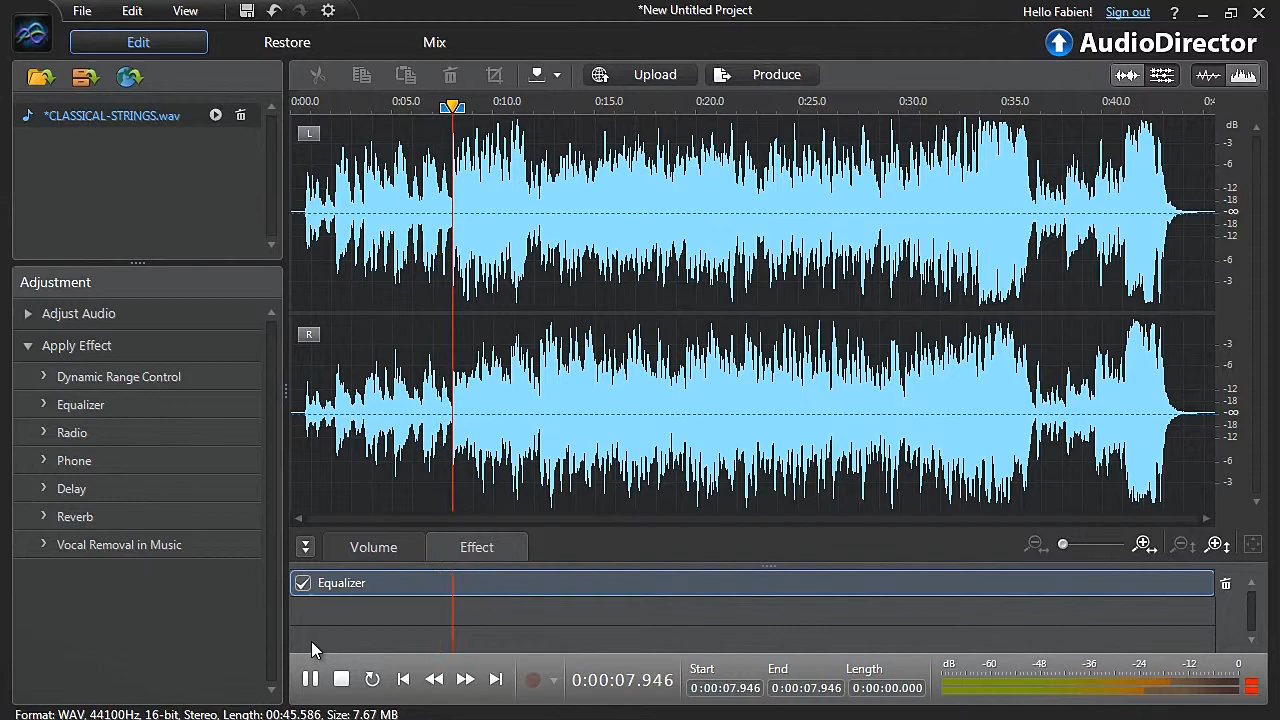 File Edit View
*New Untitled Project
Hello Fabien! Sign out ?
Edit Restore Mix
AudioDirector
Upload Produce
*CLASSICAL-STRINGS.wav
0:00.0 0:05.0 0:10.0 0:15.0 0:20.0 0:25.0 0:30.0 0:35.0 0:40.0
L
dB
-3
-6
-12
-18
-∞
-18
-12
-6
-3
R
-3
-6
-12
-18
-∞
-18
-12
-6
-3
Adjustment
Adjust Audio
Apply Effect
Dynamic Range Control
Equalizer
Radio
Phone
Delay
Reverb
Vocal Removal in Music
Volume Effect
Equalizer
0:00:07.946
Start End Length
0:00:07.946 0:00:07.946 0:00:00.000
dB -60 -48 -36 -24 -12 0
Format: WAV, 44100Hz, 16-bit, Stereo, Length: 00:45.586, Size: 7.67 MB